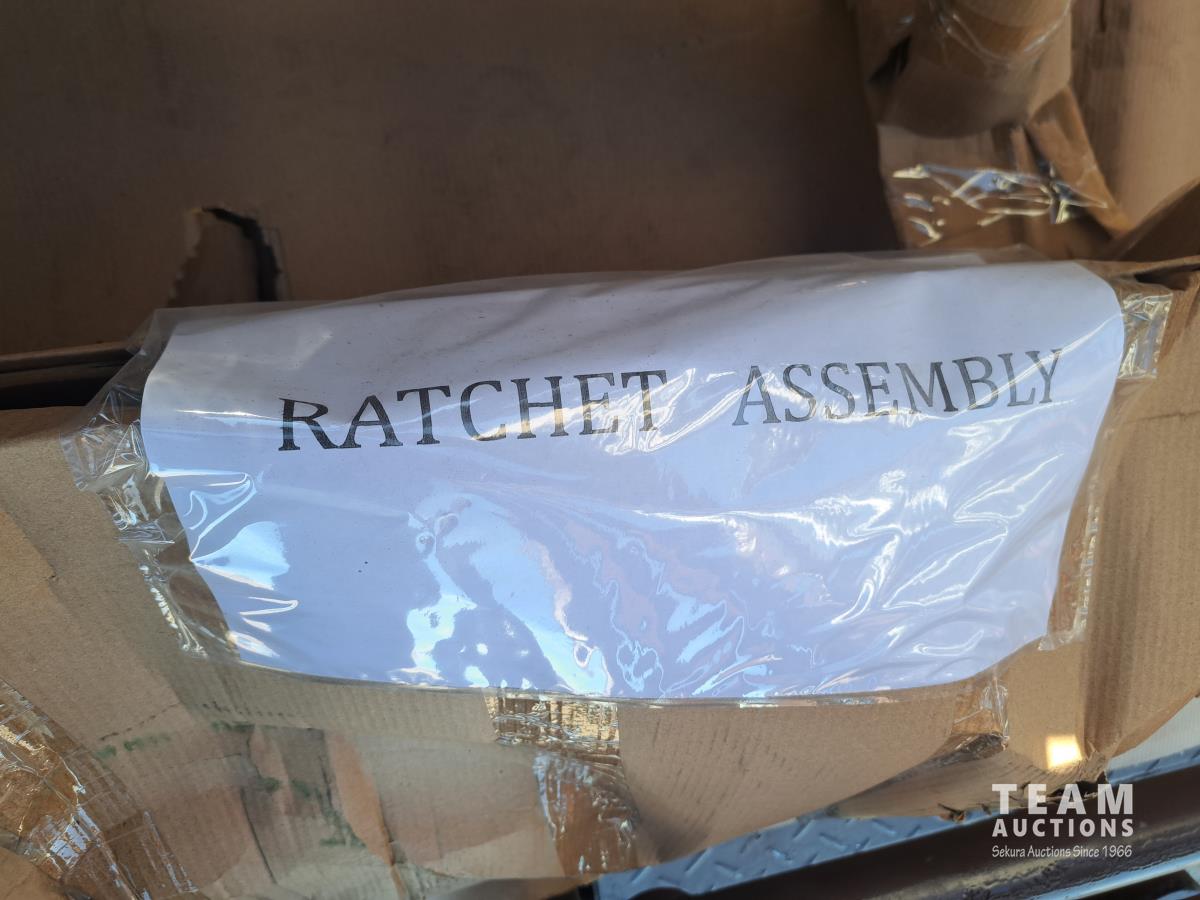 RATCHET ASSEMBLY
TEAM
AUCTIONS
Sekura Auctions Since 1966